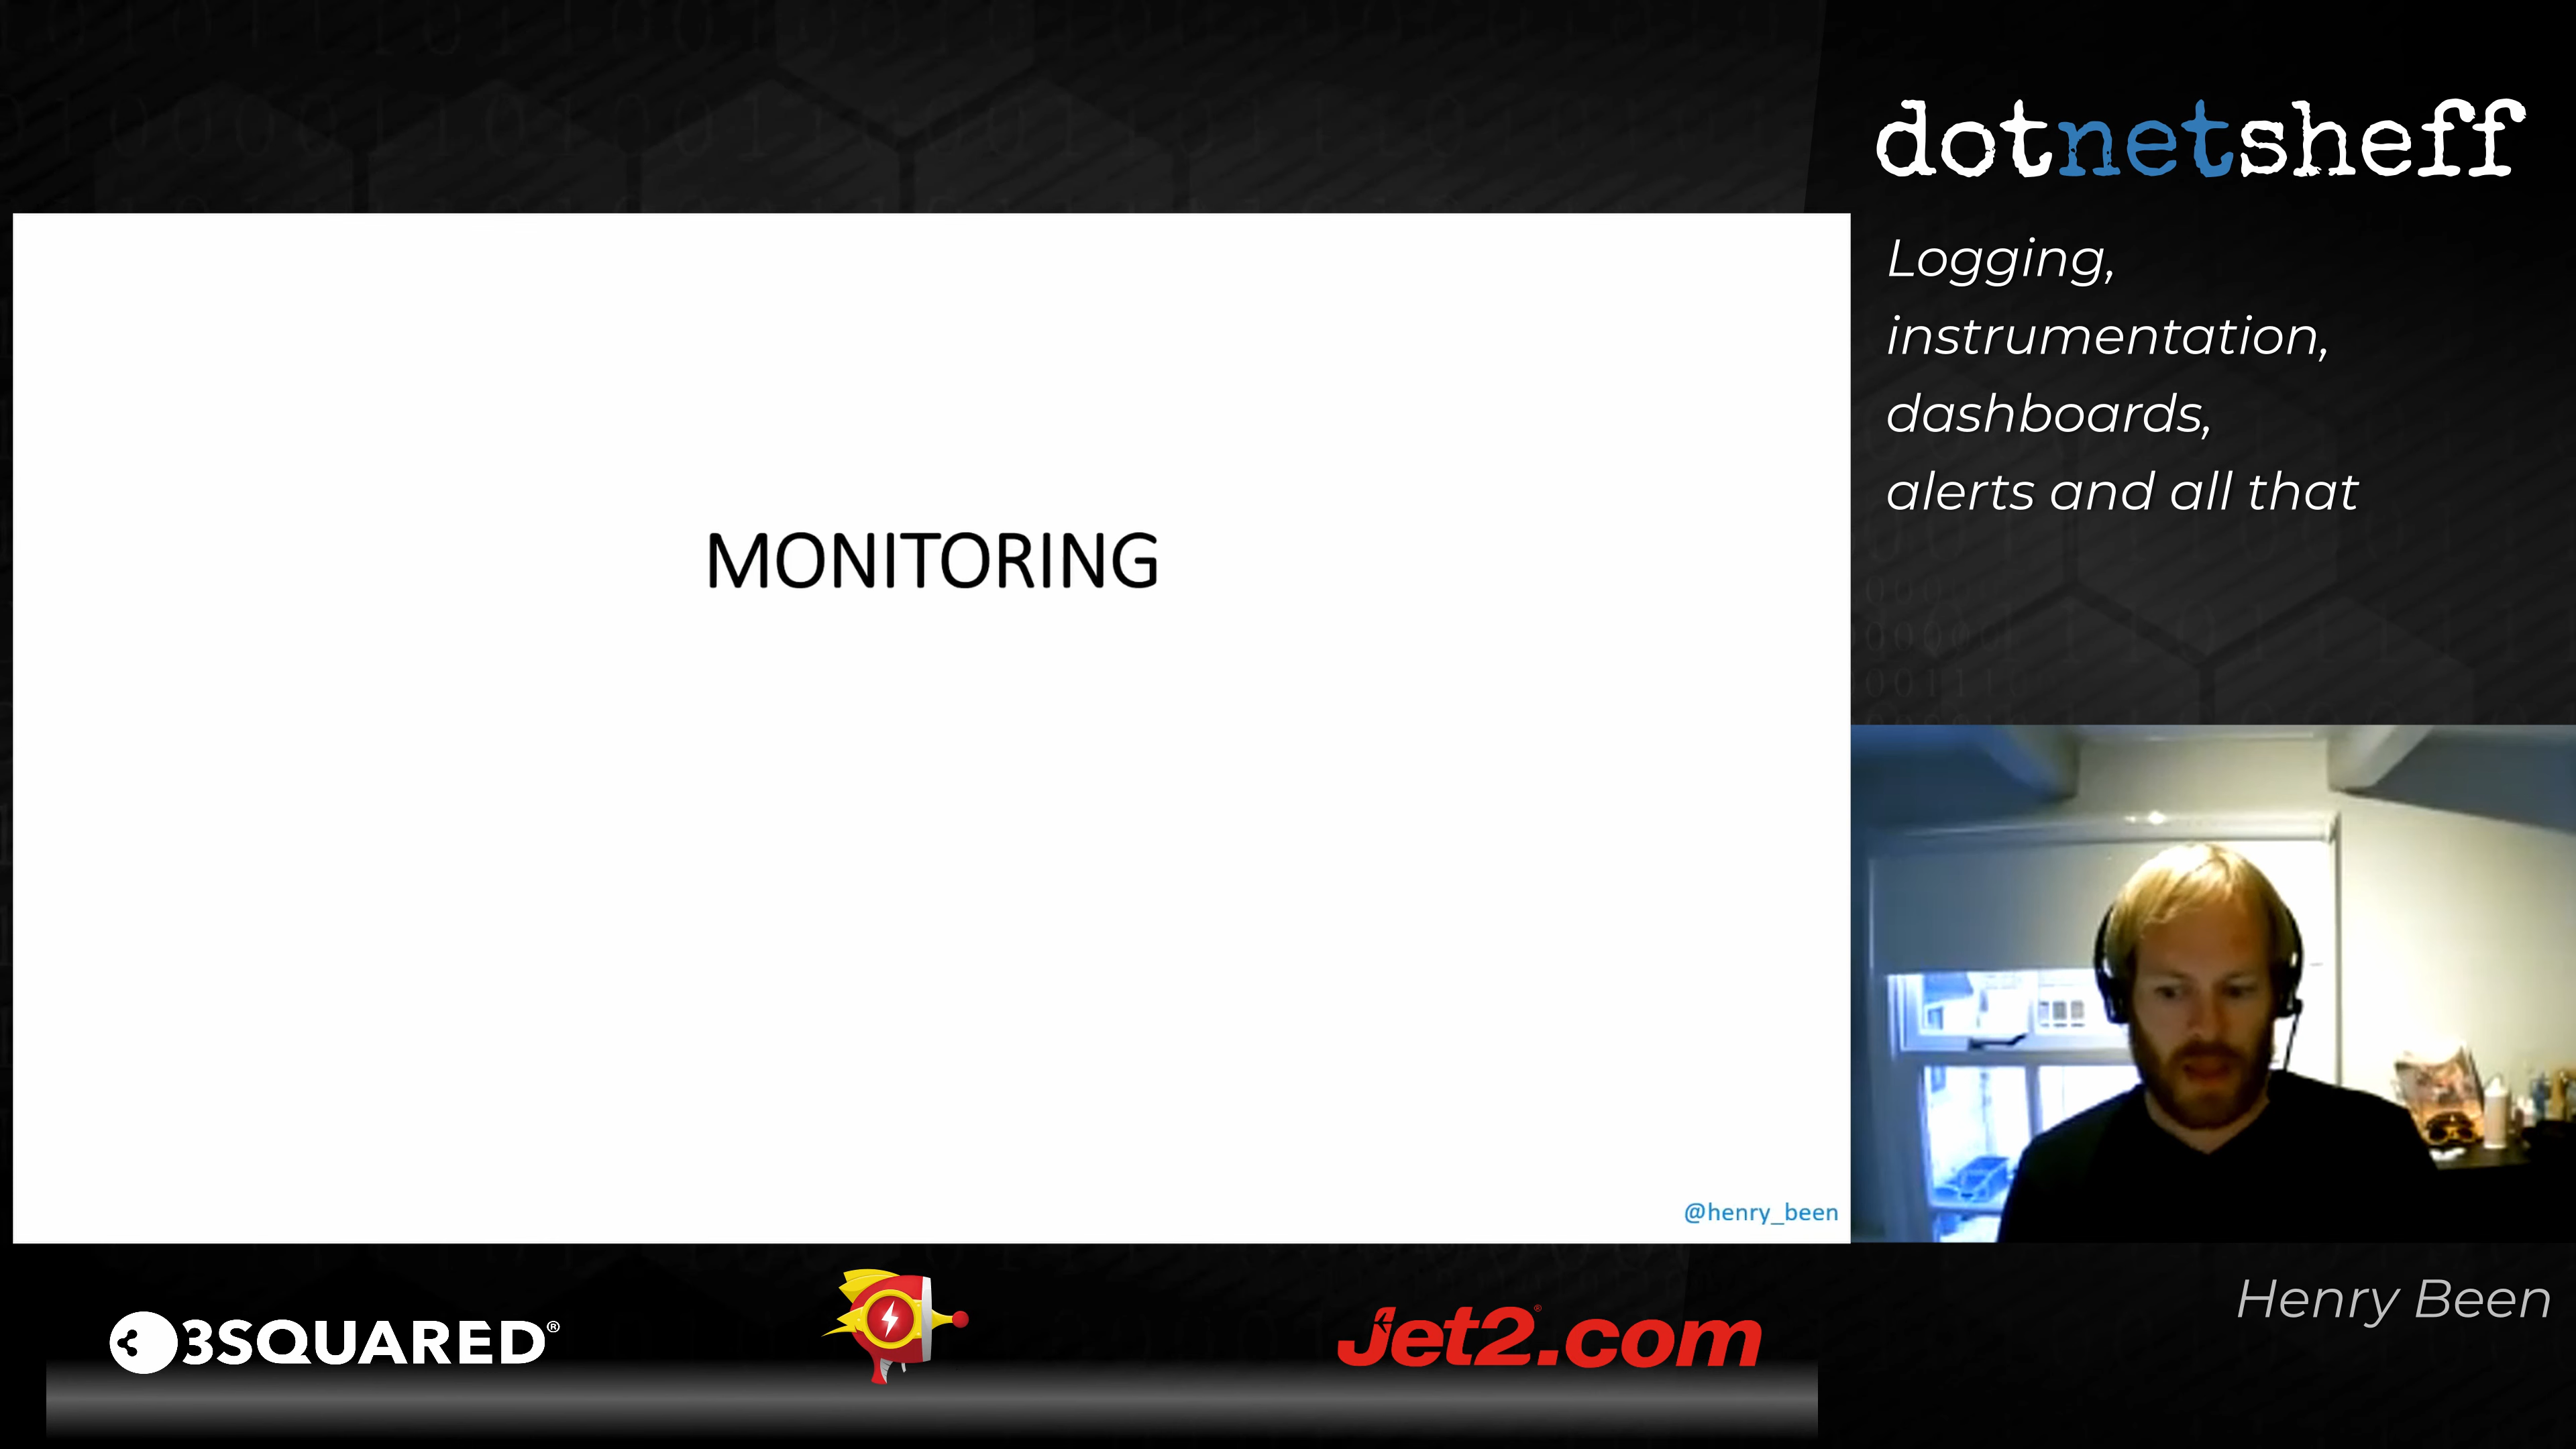 dotnetsheff
Logging,
instrumentation,
dashboards,
alerts and all that
MONITORING
@henry_been
Henry Been
3SQUARED®
Jet2.com